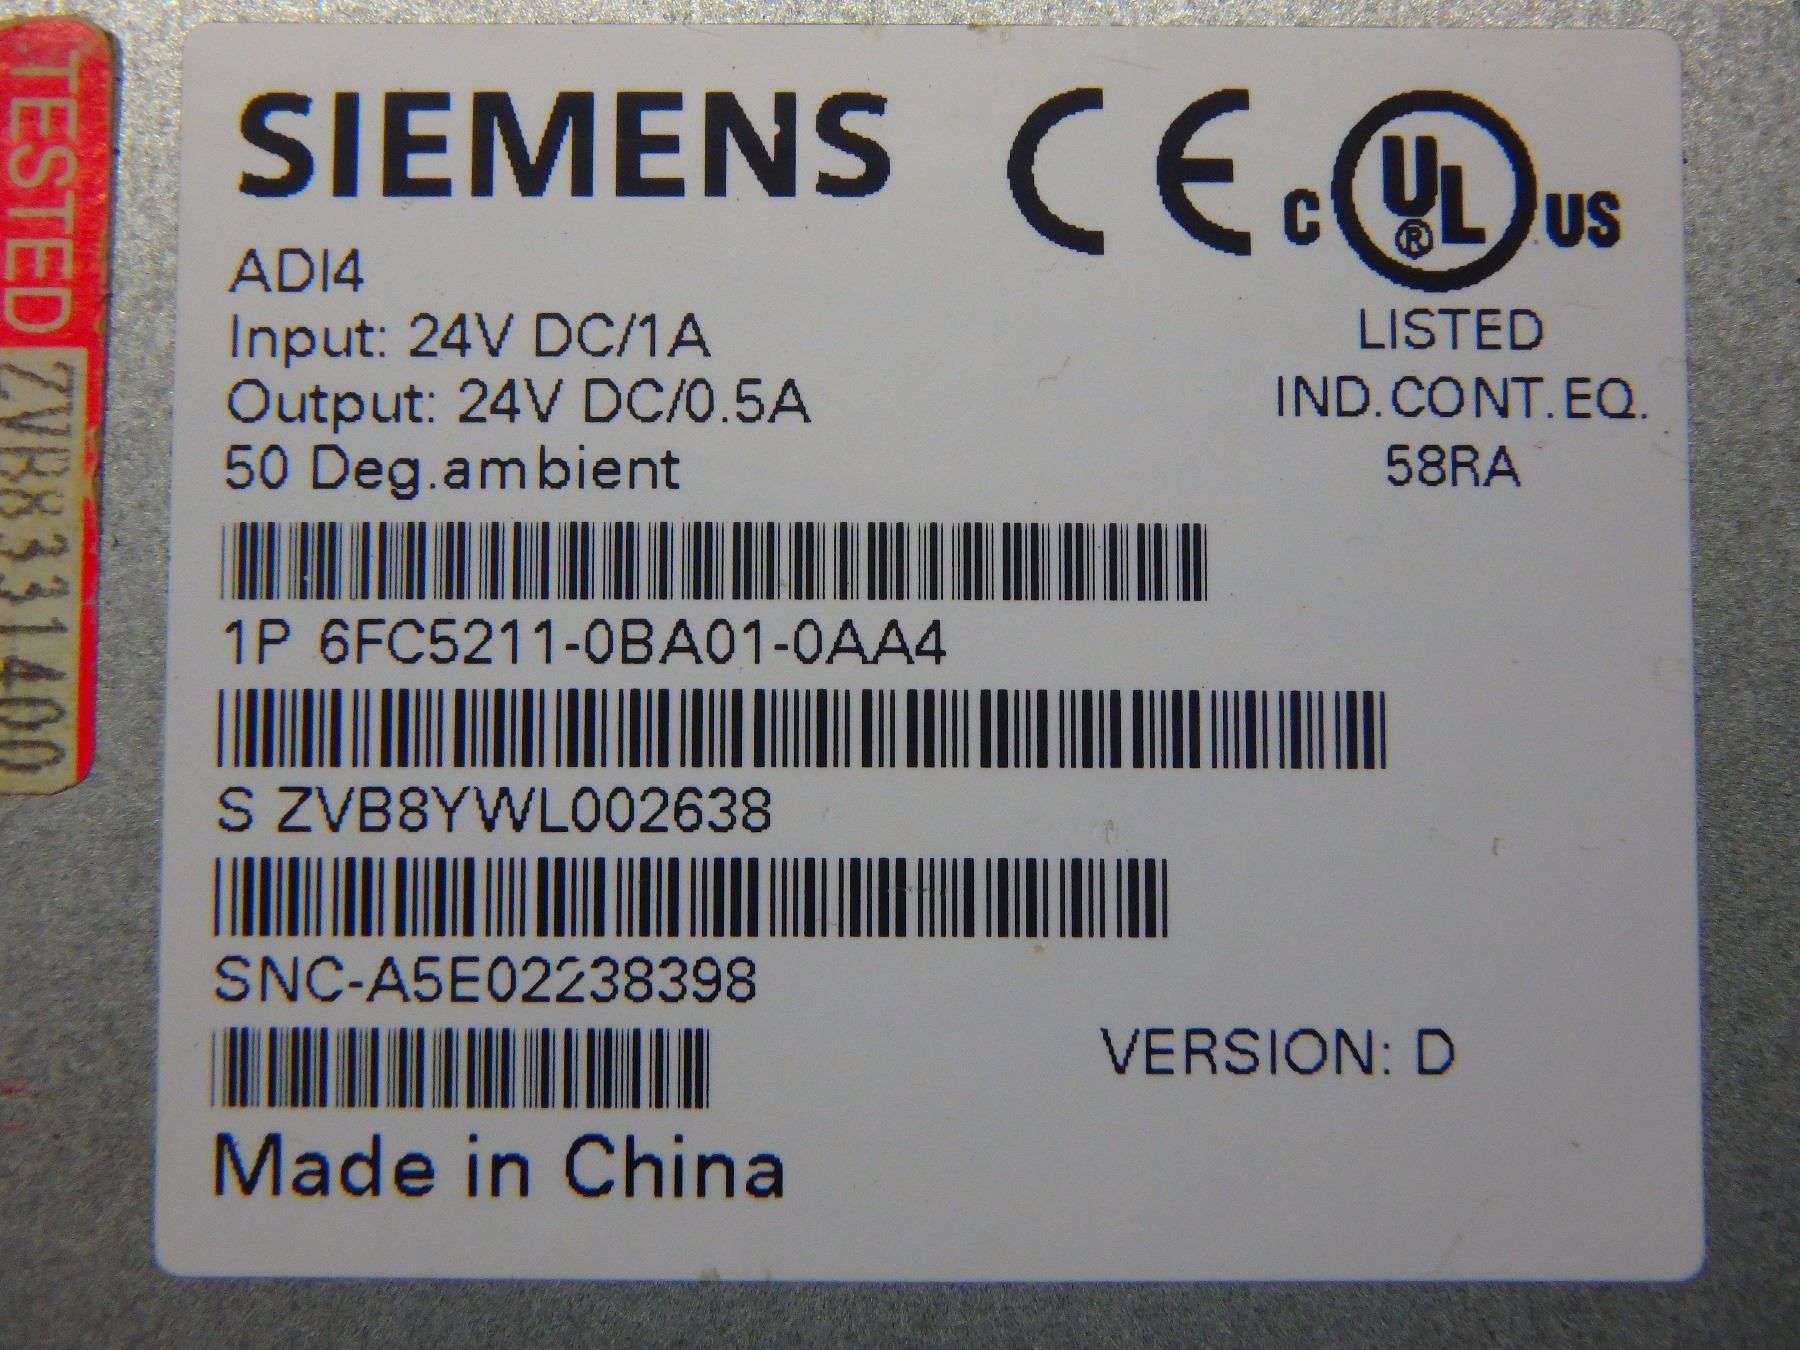 TESTED
ZVB8331400
SIEMENS CE C UL® US
ADI4
Input: 24V DC/1A
Output: 24V DC/0.5A
50 Deg.ambient
LISTED
IND.CONT.EQ.
58RA
1P 6FC5211-0BA01-0AA4
S ZVB8YWL002638
SNC-A5E02238398
VERSION: D
Made in China